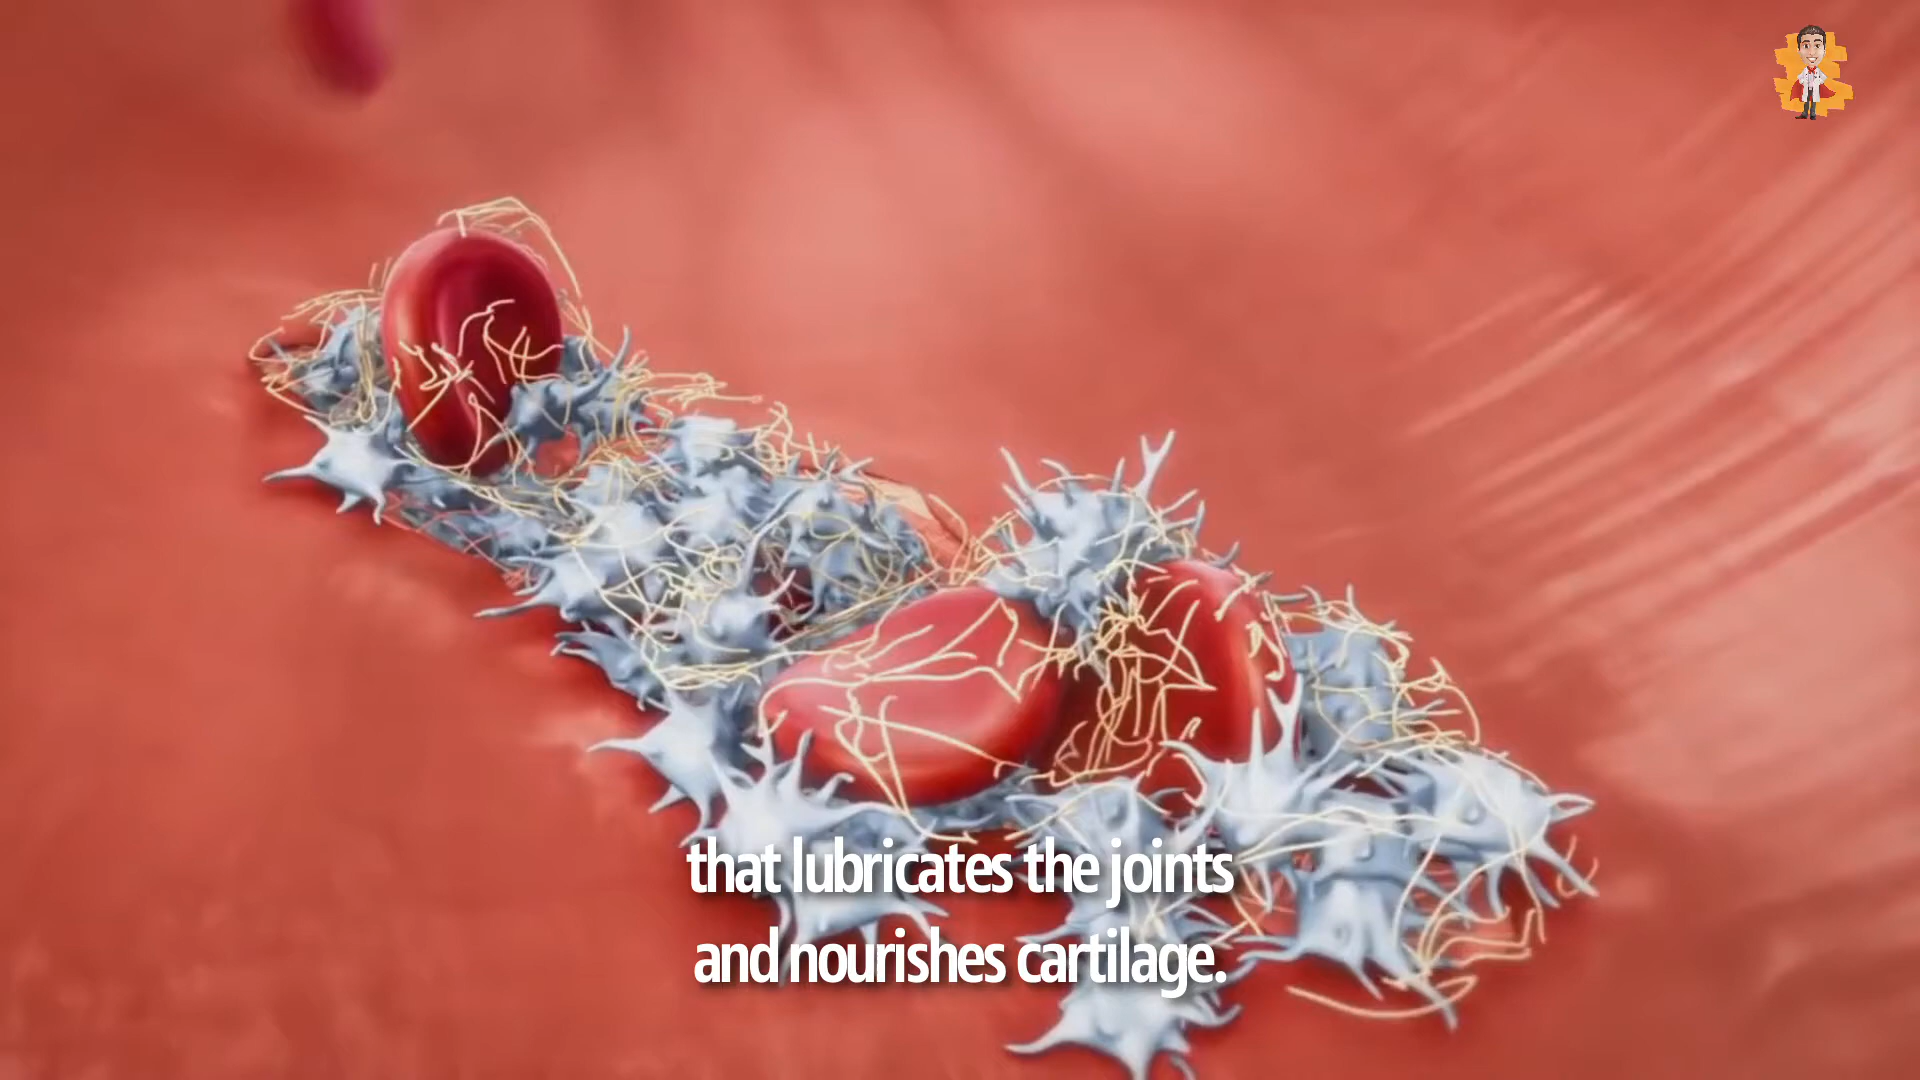 that lubricates the joints
and nourishes cartilage.